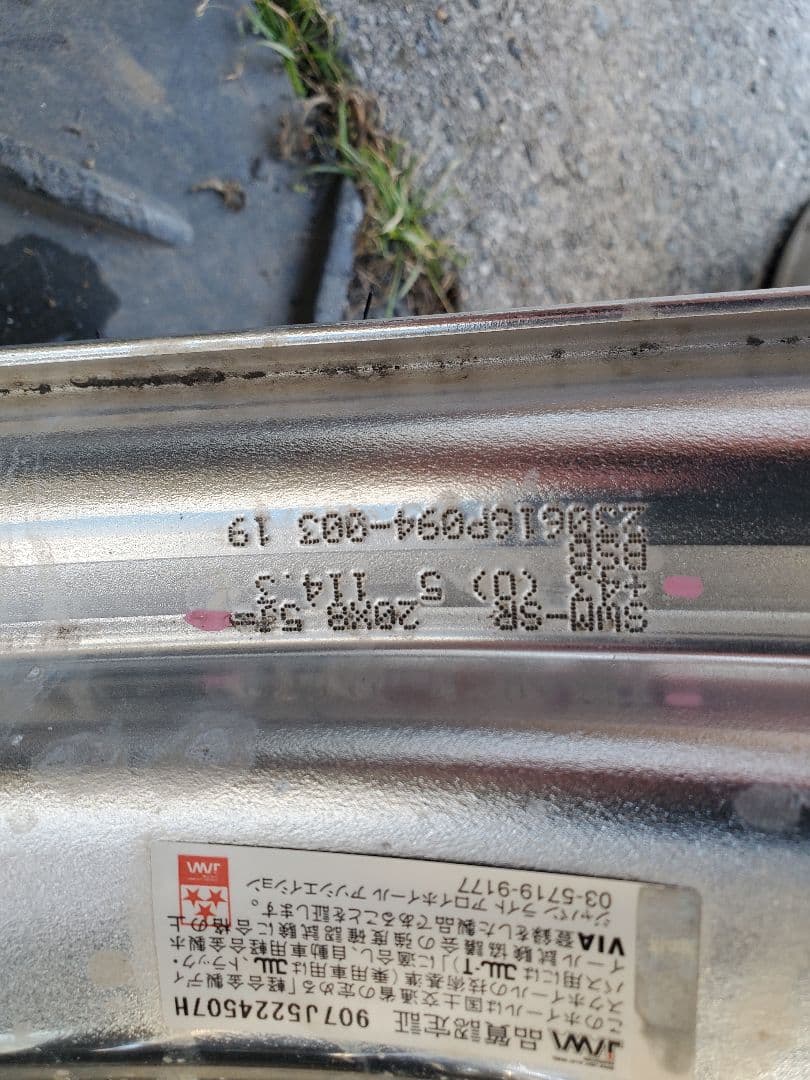 JAWA 品質認定証 907J5224507H
このホイールは国土交通省の定める「軽合金製ディ
スクホイールの技術基準(乗用車用はJWL、トラック・
バス用にはJWL-T)」に適合し、自動車用軽合金製ホ
イール試験協議会の強度確認試験に合格の上
VIA登録をした製品であることを証します。
ジャパン ライト アロイホイール アソシエイション
03-5719-9177
JAWA
+43 (U) 5 114.3
230616P094-003 19